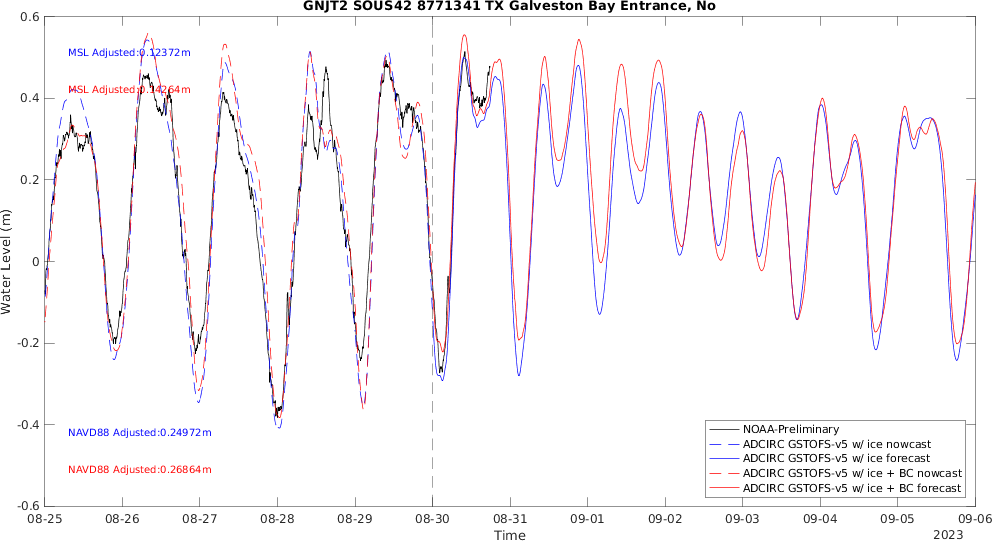 GNJT2 SOUS42 8771341 TX Galveston Bay Entrance, No
0.6
MSL Adjusted:0.12372m
MSL Adjusted:0.14264m
0.4
0.2
0
-0.2
-0.4
-0.6
Water Level (m)
NAVD88 Adjusted:0.24972m
NAVD88 Adjusted:0.26864m
NOAA-Preliminary
ADCIRC GSTOFS-v5 w/ ice nowcast
ADCIRC GSTOFS-v5 w/ ice forecast
ADCIRC GSTOFS-v5 w/ ice + BC nowcast
ADCIRC GSTOFS-v5 w/ ice + BC forecast
08-25 08-26 08-27 08-28 08-29 08-30 08-31 09-01 09-02 09-03 09-04 09-05 09-06
Time
2023